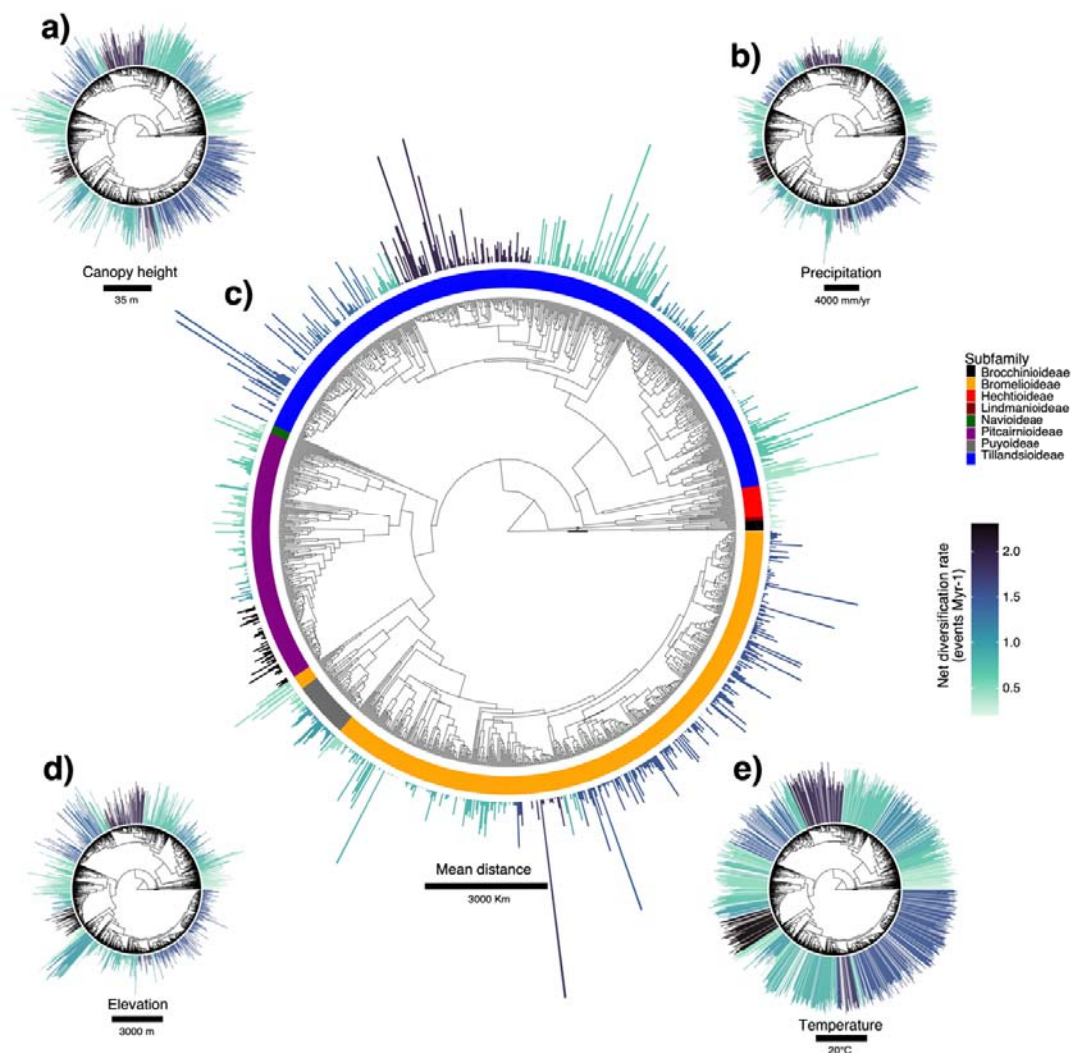 a)
b)
Canopy height
35 m
Precipitation
4000 mm/yr
c)
Subfamily
Brocchinioideae
Bromelioideae
Hechtioideae
Lindmanioideae
Navioideae
Pitcairnioideae
Puyoideae
Tillandsioideae
Net diversification rate
(events Myr-1)
2.0
1.5
1.0
0.5
d)
e)
Mean distance
3000 Km
Elevation
3000 m
Temperature
20°C